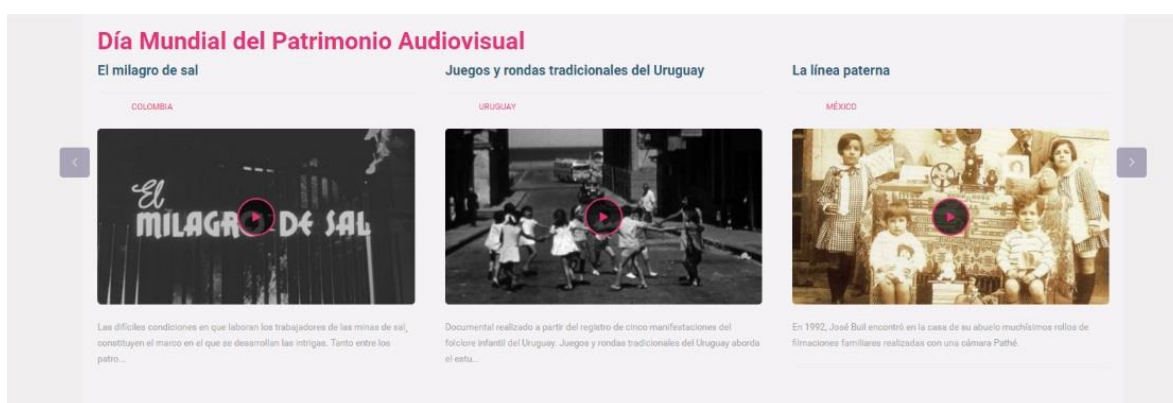 Día Mundial del Patrimonio Audiovisual
El milagro de sal
COLOMBIA
El
MILAGRO DE SAL
Las difíciles condiciones en que laboran los trabajadores de las minas de sal,
constituyen el marco en el que se desarrollan las intrigas. Tanto entre los
patro...
Juegos y rondas tradicionales del Uruguay
URUGUAY
Documental realizado a partir del registro de cinco manifestaciones del
folclore infantil del Uruguay. Juegos y rondas tradicionales del Uruguay aborda
el estu...
La línea paterna
MÉXICO
En 1992, José Buil encontró en la casa de su abuelo muchísimos rollos de
filmaciones familiares realizadas con una cámara Pathé.